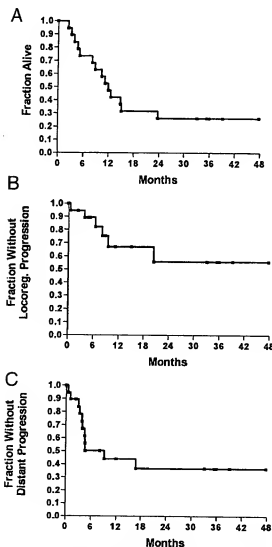 A
Fraction Alive
1.0
0.9
0.8
0.7
0.6
0.5
0.4
0.3
0.2
0.1
0.0
0 6 12 18 24 30 36 42 48
Months
B
Fraction Without
Locoreg. Progression
1.0
0.9
0.8
0.7
0.6
0.5
0.4
0.3
0.2
0.1
0.0
0 6 12 18 24 30 36 42 48
Months
C
Fraction Without
Distant Progression
1.0
0.9
0.8
0.7
0.6
0.5
0.4
0.3
0.2
0.1
0.0
0 6 12 18 24 30 36 42 48
Months